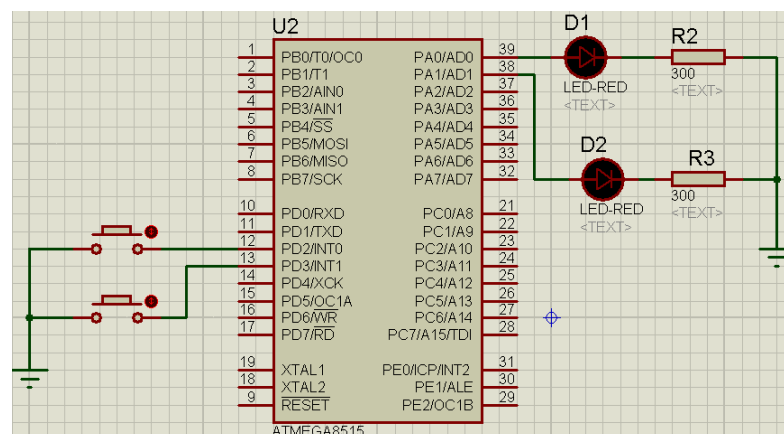 U2
1 PB0/T0/OC0 PA0/AD0 39
2 PB1/T1 PA1/AD1 38
3 PB2/AIN0 PA2/AD2 37
4 PB3/AIN1 PA3/AD3 36
5 PB4/SS PA4/AD4 35
6 PB5/MOSI PA5/AD5 34
7 PB6/MISO PA6/AD6 33
8 PB7/SCK PA7/AD7 32
10 PD0/RXD PC0/A8 21
11 PD1/TXD PC1/A9 22
12 PD2/INT0 PC2/A10 23
13 PD3/INT1 PC3/A11 24
14 PD4/XCK PC4/A12 25
15 PD5/OC1A PC5/A13 26
16 PD6/WR PC6/A14 27
17 PD7/RD PC7/A15/TDI 28
19 XTAL1 PE0/ICP/INT2 31
18 XTAL2 PE1/ALE 30
9 RESET PE2/OC1B 29
ATMEGA8515
D1
LED-RED
<TEXT>
R2
300
<TEXT>
D2
LED-RED
<TEXT>
R3
300
<TEXT>